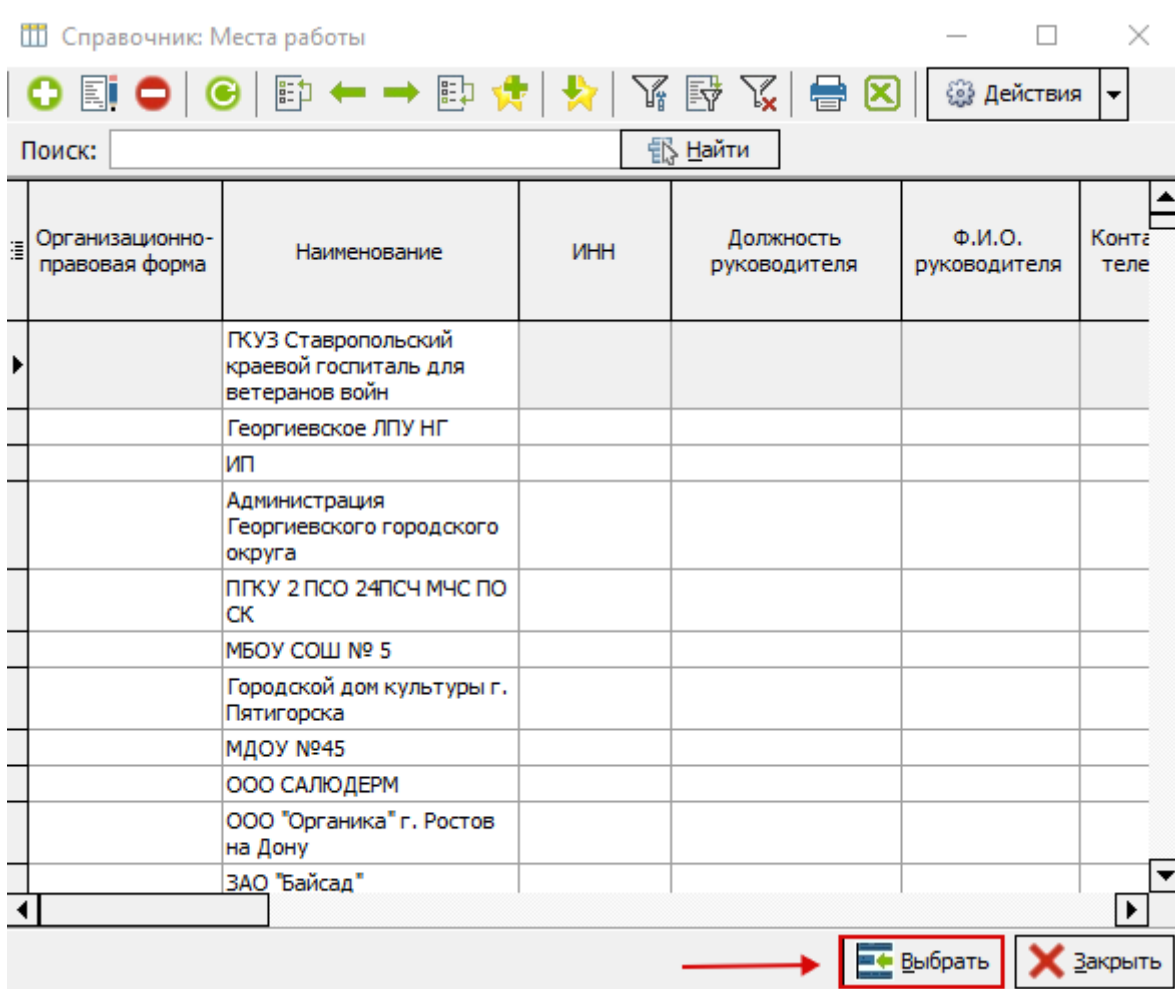 Справочник: Места работы
Действия
Поиск:
Найти
Организационно-
правовая форма
Наименование
ИНН
Должность
руководителя
Ф.И.О.
руководителя
Конта
теле
ГКУЗ Ставропольский
краевой госпиталь для
ветеранов войн
Георгиевское ЛПУ НГ
ИП
Администрация
Георгиевского городского
округа
ПГКУ 2 ПСО 24ПСЧ МЧС ПО
СК
МБОУ СОШ № 5
Городской дом культуры г.
Пятигорска
МДОУ №45
ООО САЛЮДЕРМ
ООО "Органика" г. Ростов
на Дону
ЗАО "Байсад"
Выбрать
Закрыть